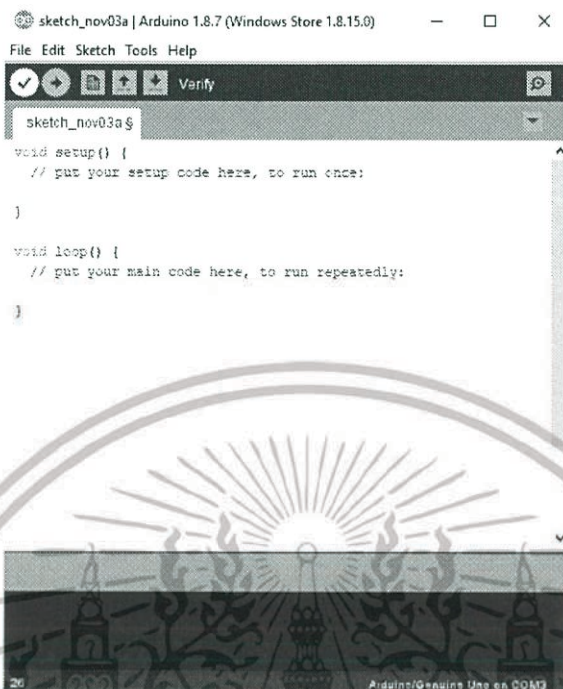 sketch_nov03a | Arduino 1.8.7 (Windows Store 1.8.15.0)
File Edit Sketch Tools Help
Verify
sketch_nov03a §
void setup() {
// put your setup code here, to run once:
}
void loop() {
// put your main code here, to run repeatedly:
}
26
Arduino/Genuino Uno on COM3